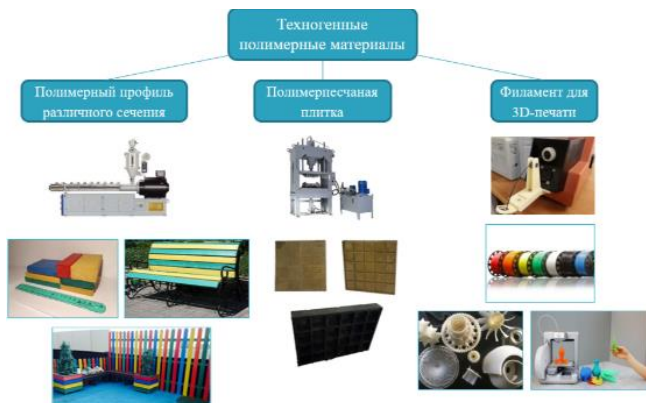 Техногенные
полимерные материалы
Полимерный профиль
различного сечения
Полимерпесчаная
плитка
Филамент для
3D-печати